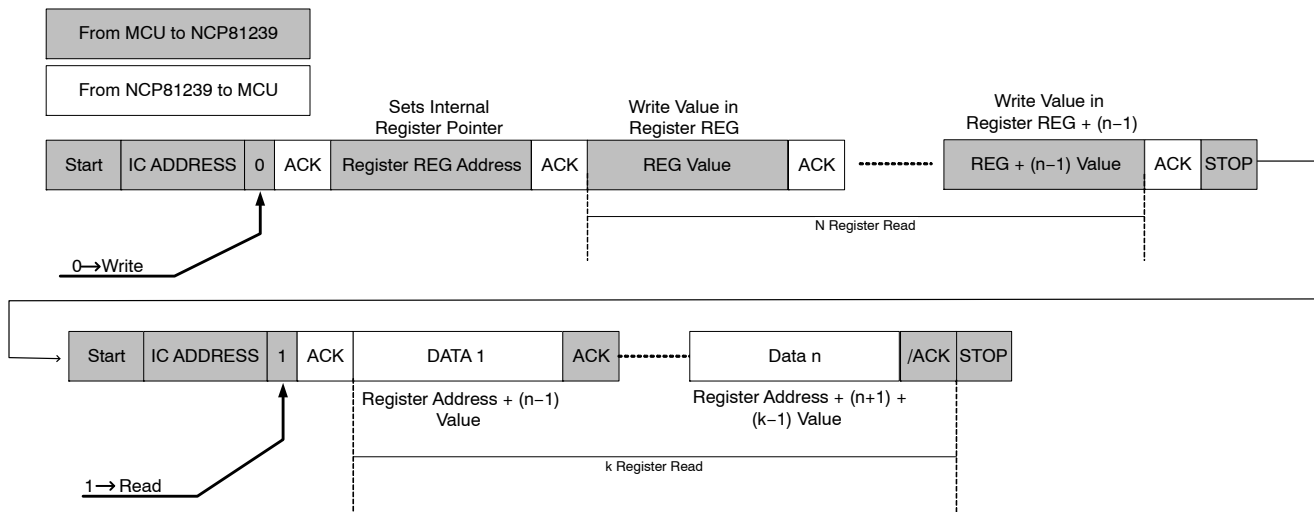 From MCU to NCP81239
From NCP81239 to MCU
Sets Internal
Register Pointer
Write Value in
Register REG
Write Value in
Register REG + (n−1)
Start IC ADDRESS 0 ACK Register REG Address ACK REG Value ACK REG + (n−1) Value ACK STOP
N Register Read
0→Write
Start IC ADDRESS 1 ACK DATA 1 ACK Data n /ACK STOP
Register Address + (n−1)
Value
Register Address + (n+1) +
(k−1) Value
k Register Read
1→Read